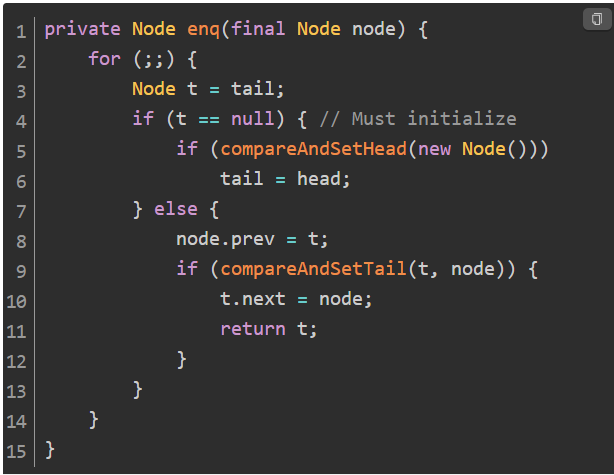 1 private Node enq(final Node node) {
2     for (;;) {
3         Node t = tail;
4         if (t == null) { // Must initialize
5             if (compareAndSetHead(new Node()))
6                 tail = head;
7         } else {
8             node.prev = t;
9             if (compareAndSetTail(t, node)) {
10                 t.next = node;
11                 return t;
12             }
13         }
14     }
15 }